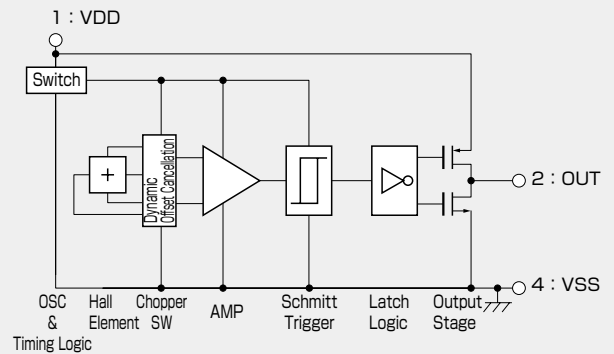 1 : VDD
Switch
Dynamic
Offset Cancellation
+
2 : OUT
4 : VSS
OSC
&
Timing Logic
Hall
Element
Chopper
SW
AMP
Schmitt
Trigger
Latch
Logic
Output
Stage